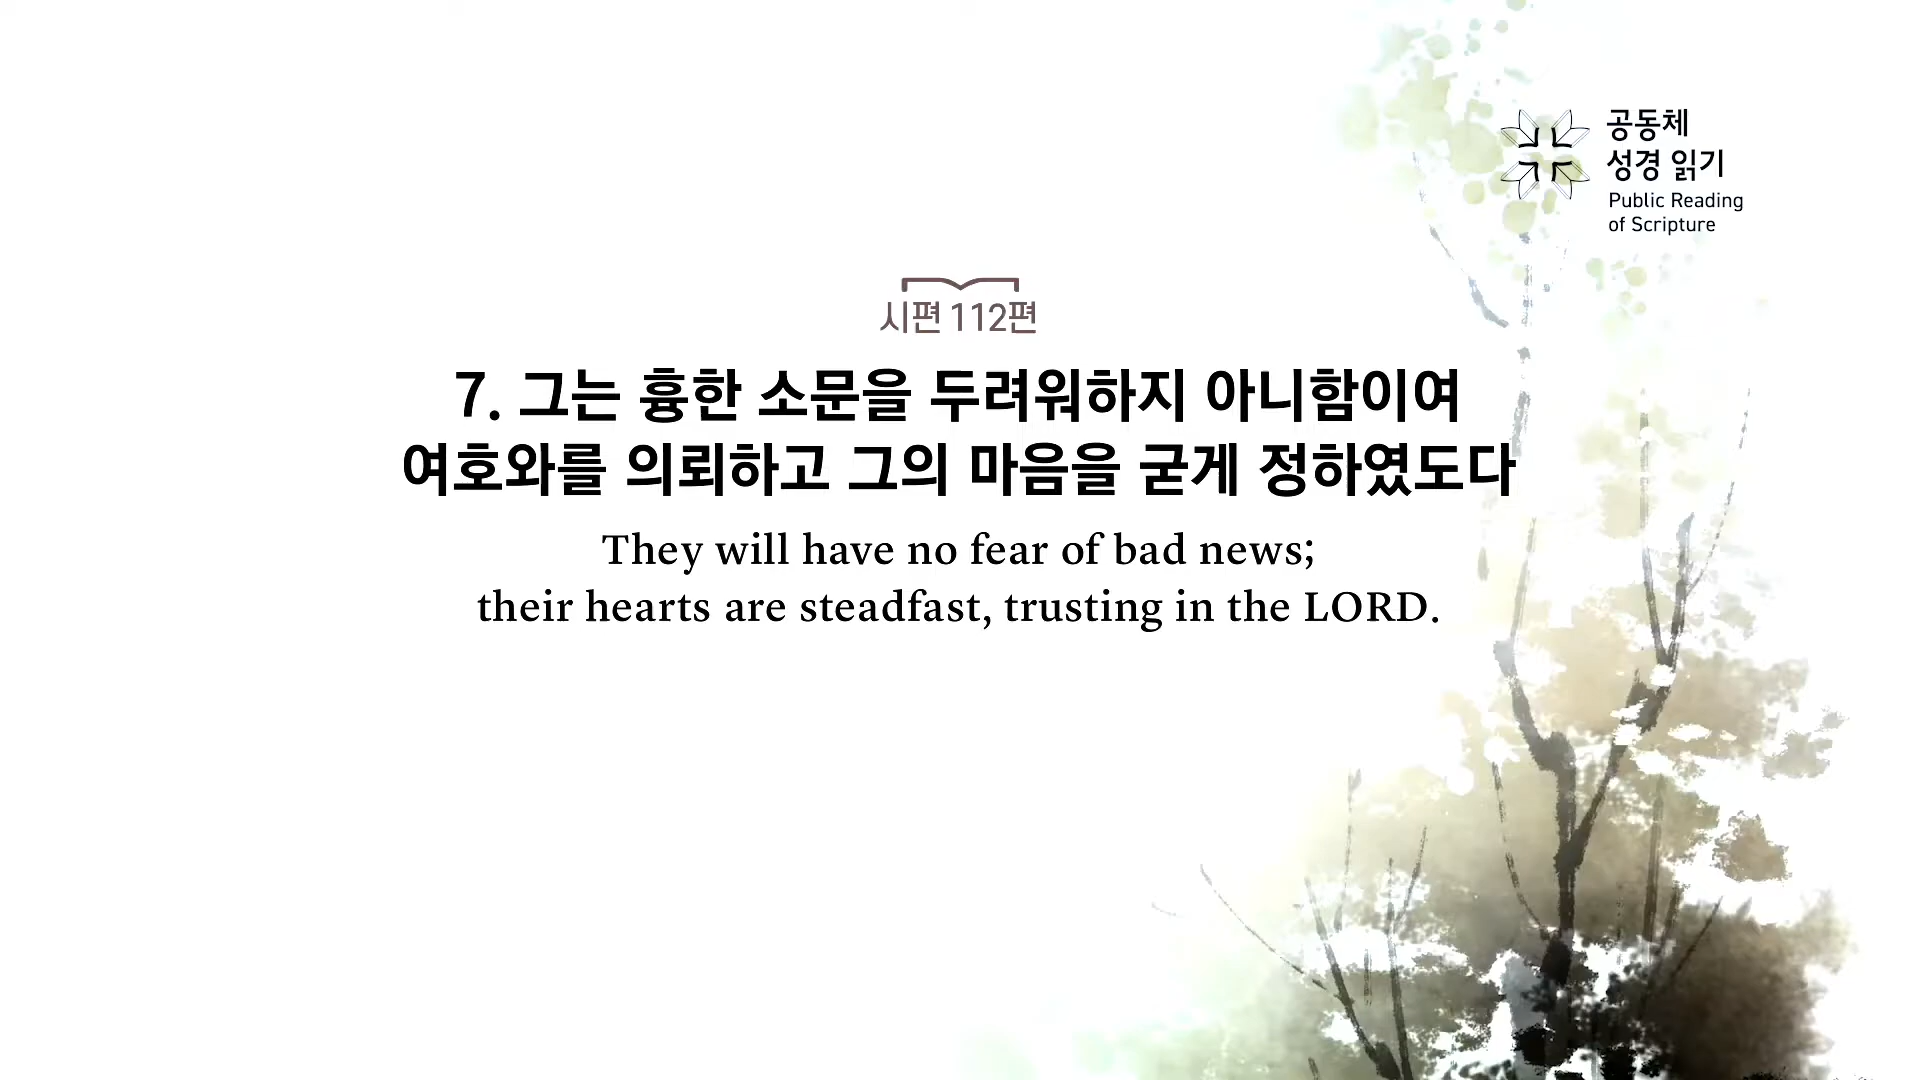 공동체
성경 읽기
Public Reading
of Scripture
시편 112편
7. 그는 흉한 소문을 두려워하지 아니함이여
여호와를 의뢰하고 그의 마음을 굳게 정하였도다
They will have no fear of bad news;
their hearts are steadfast, trusting in the LORD.